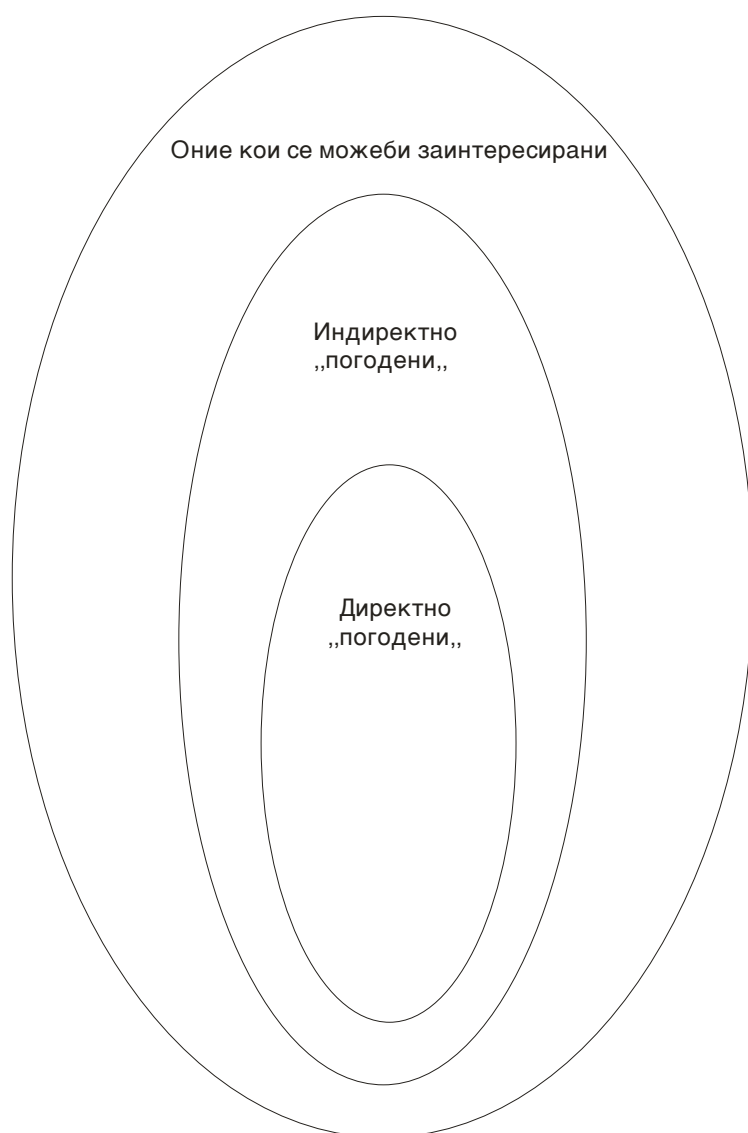 Оние кои се можеби заинтересирани
Индиректно
,,погодени,,
Директно
,,погодени,,